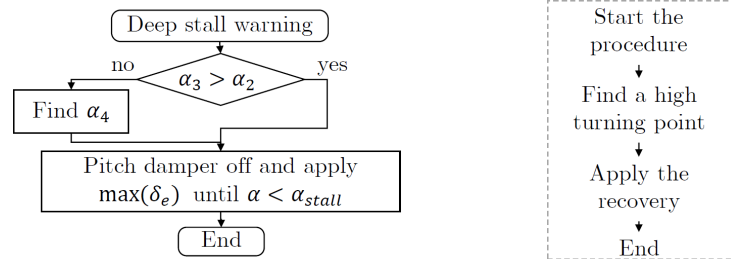 Deep stall warning
no
yes
α₃ > α₂
Find α₄
Pitch damper off and apply
max(δₑ) until α < α_stall
End
Start the
procedure
Find a high
turning point
Apply the
recovery
End